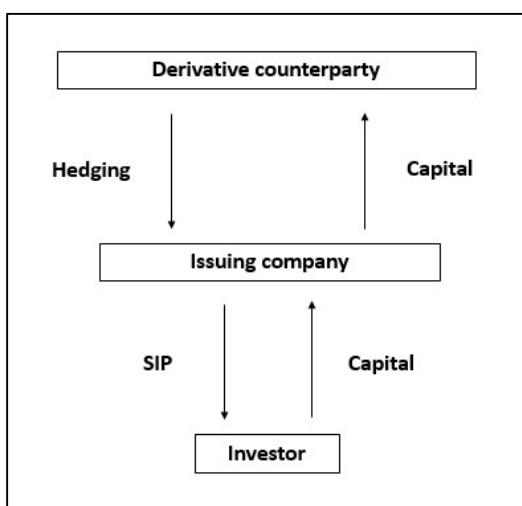 Derivative counterparty
Hedging
Capital
Issuing company
SIP
Capital
Investor